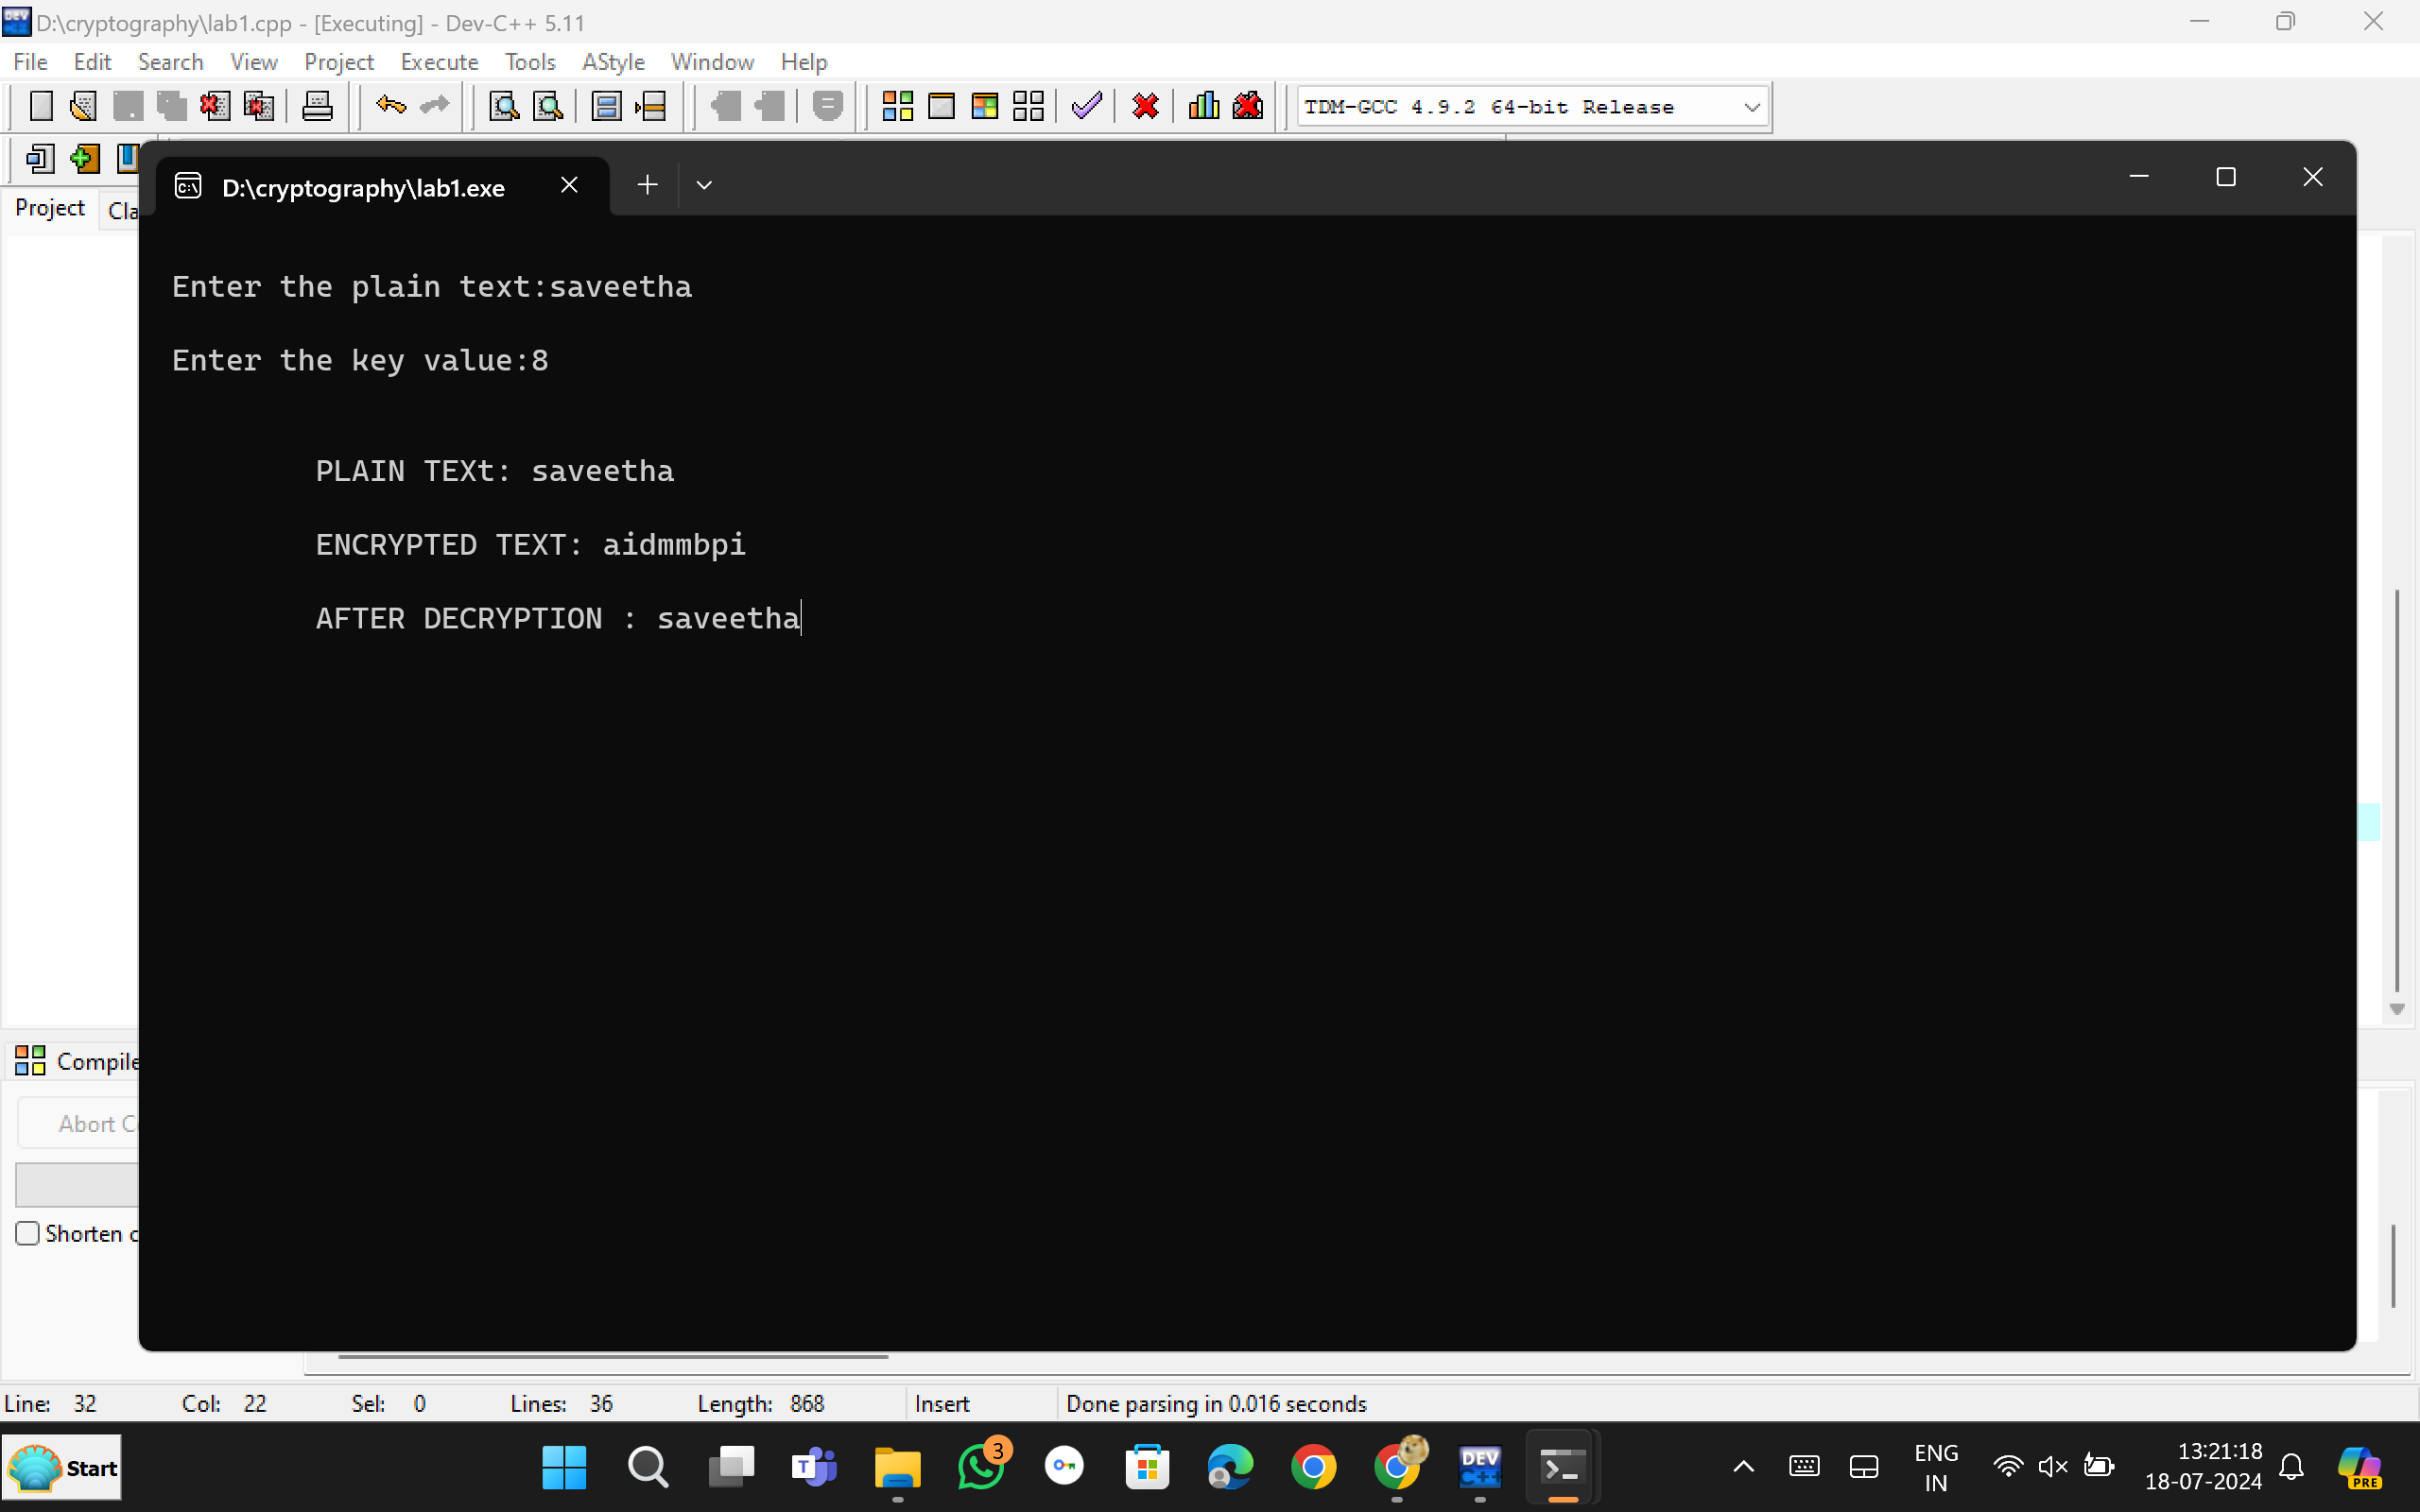 D:\cryptography\lab1.cpp - [Executing] - Dev-C++ 5.11
File Edit Search View Project Execute Tools AStyle Window Help
TDM-GCC 4.9.2 64-bit Release
D:\cryptography\lab1.exe
Project Cla
Enter the plain text:saveetha
Enter the key value:8
PLAIN TEXt: saveetha
ENCRYPTED TEXT: aidmmbpi
AFTER DECRYPTION : saveetha
Compile
Abort C
Shorten c
Line: 32 Col: 22 Sel: 0 Lines: 36 Length: 868 Insert Done parsing in 0.016 seconds
Start
3
DEV
C++
ENG
IN
13:21:18
18-07-2024
PRE